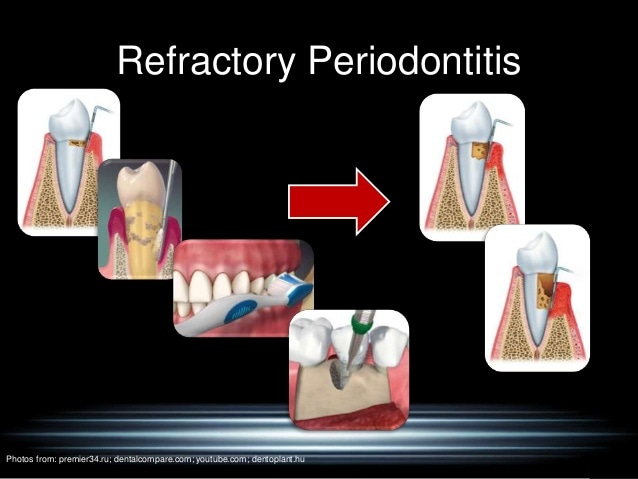 Refractory Periodontitis
Photos from: premier34.ru; dentalcompare.com; youtube.com; dentoplant.hu